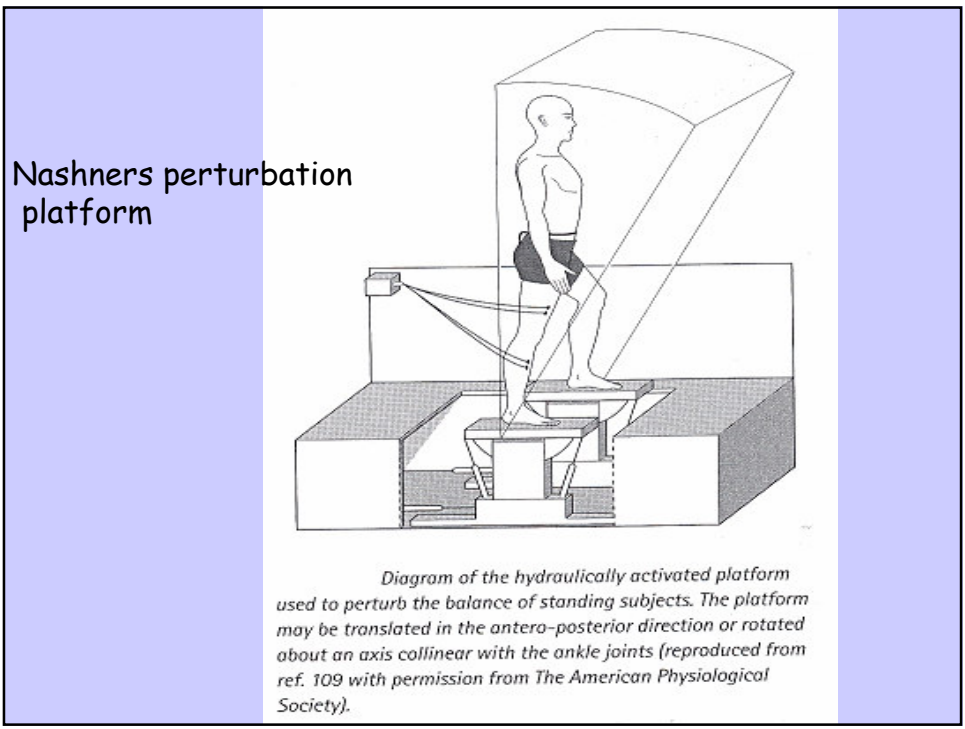 Nashners perturbation
platform
Diagram of the hydraulically activated platform
used to perturb the balance of standing subjects. The platform
may be translated in the antero-posterior direction or rotated
about an axis collinear with the ankle joints (reproduced from
ref. 109 with permission from The American Physiological
Society).